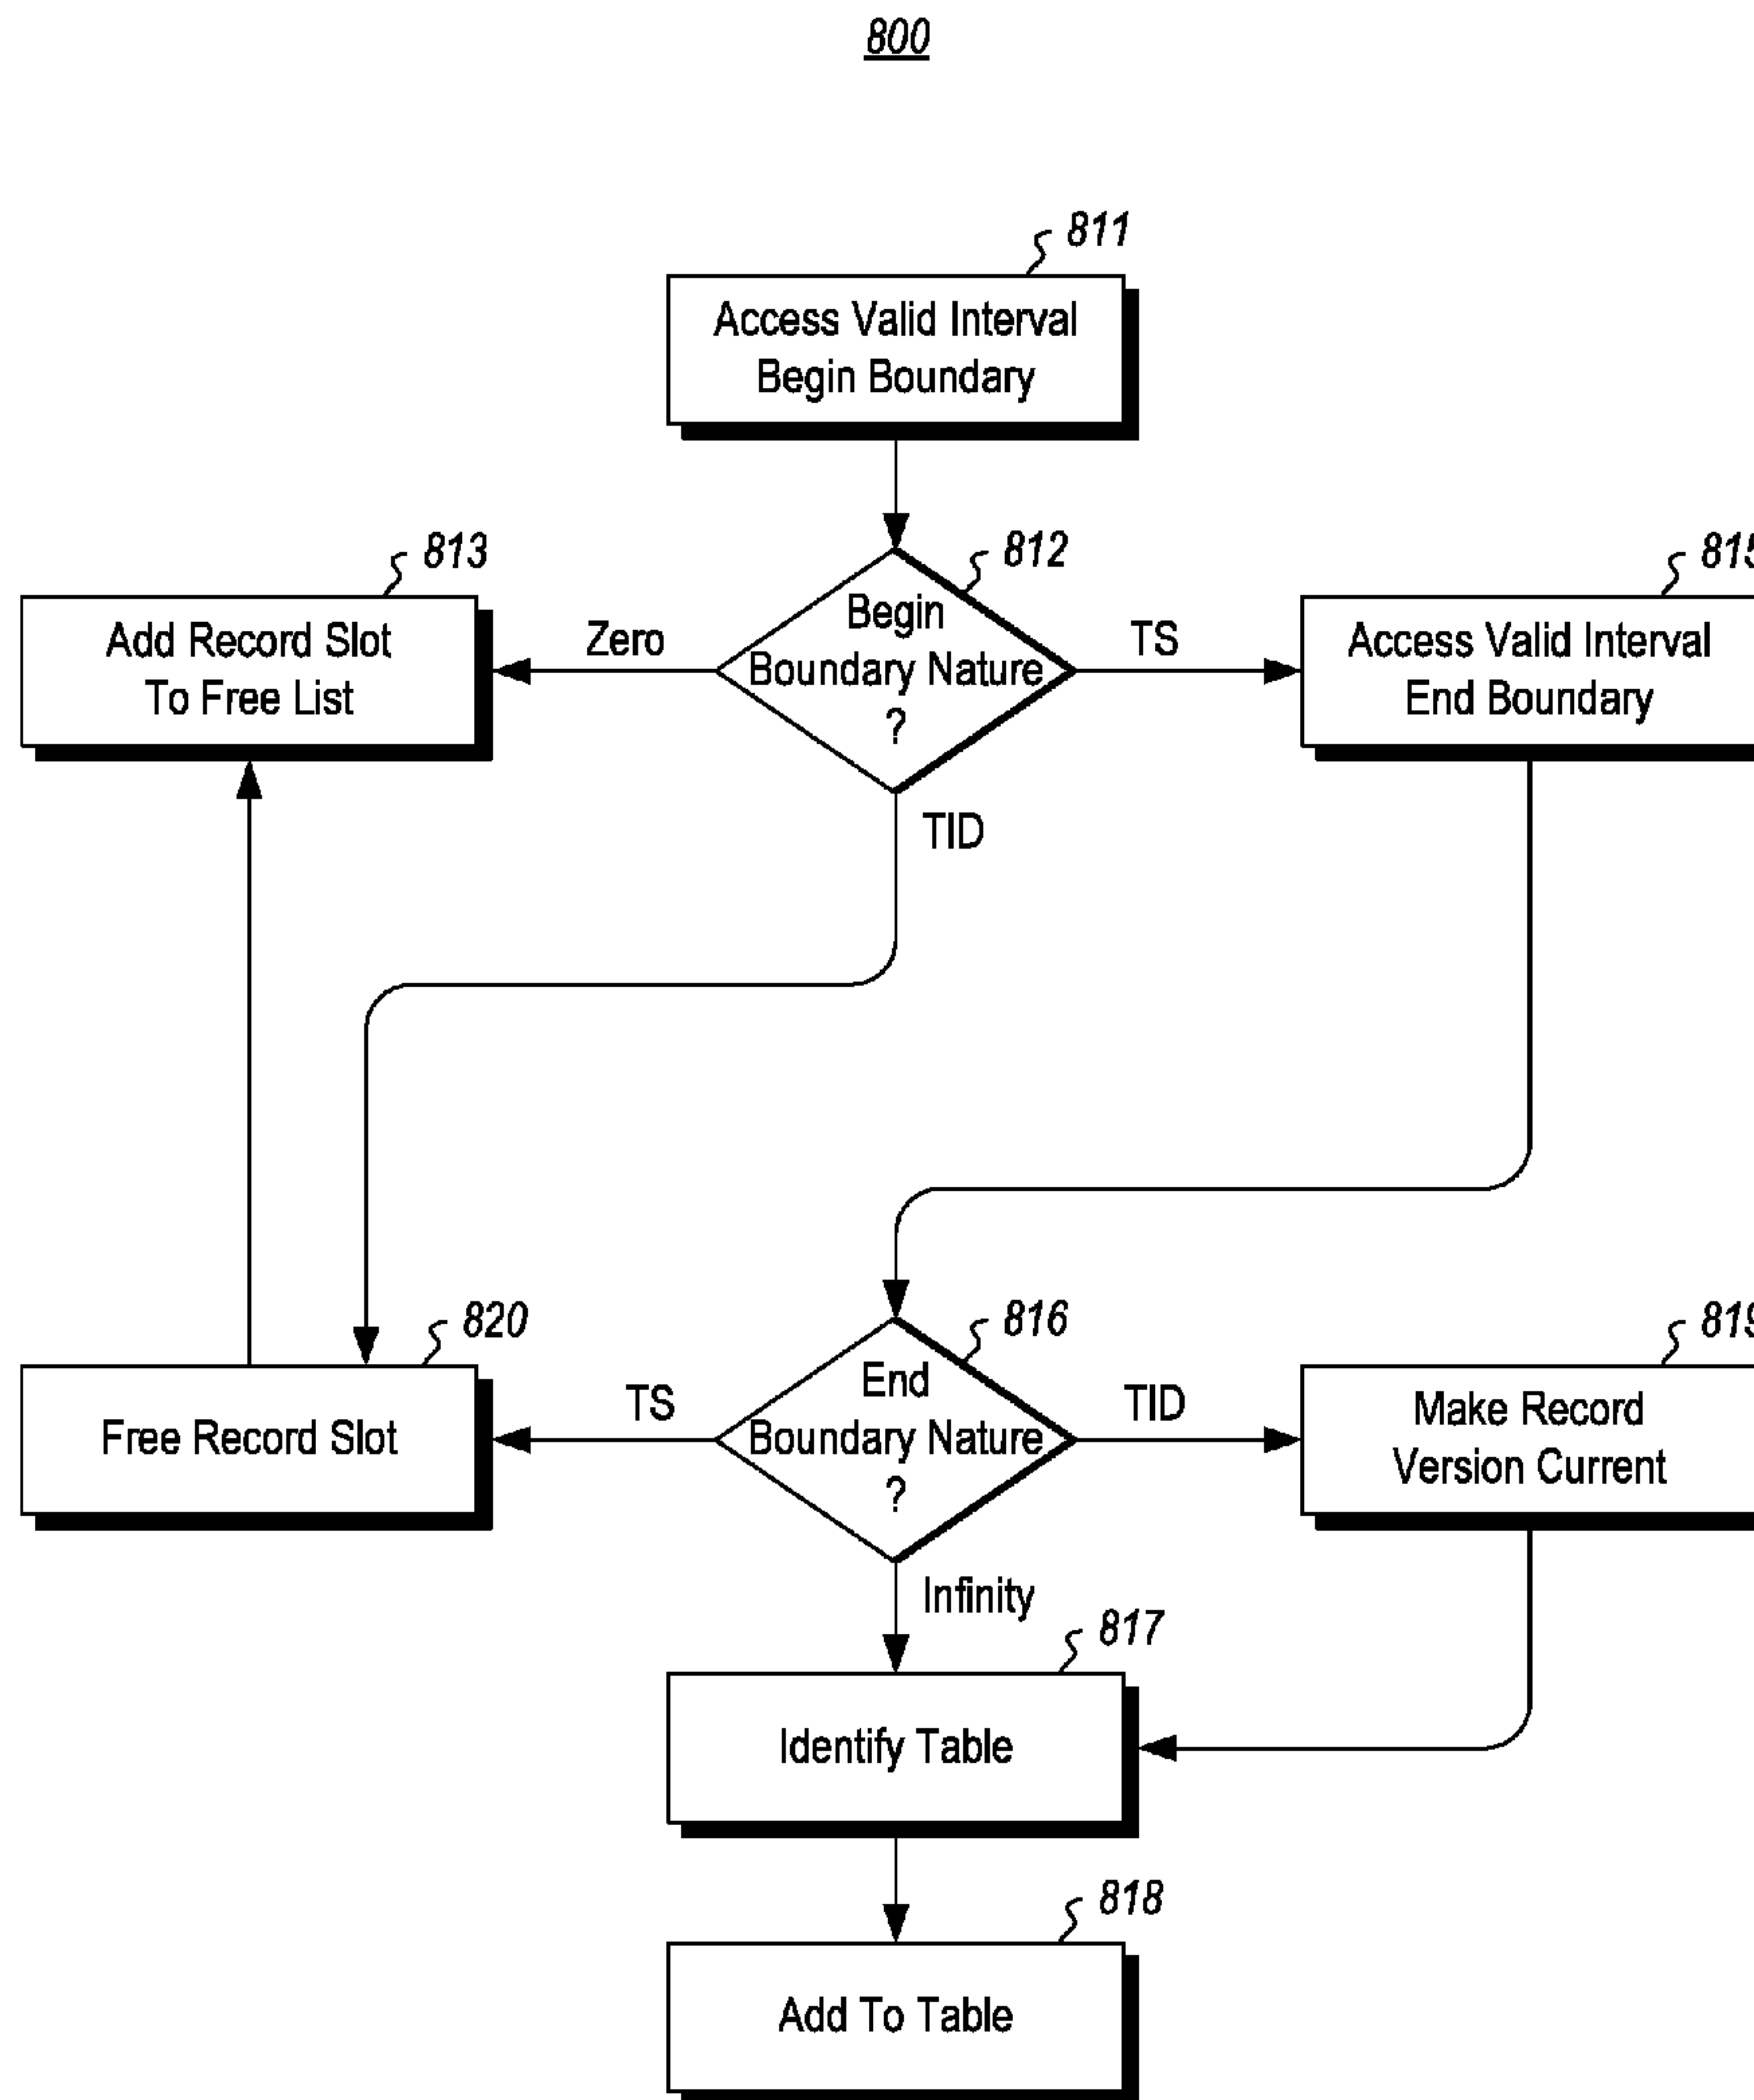 800
811
Access Valid Interval
Begin Boundary
813
812
815
Add Record Slot
To Free List
Zero
Begin
Boundary Nature
?
TS
Access Valid Interval
End Boundary
TID
820
816
819
Free Record Slot
TS
End
Boundary Nature
?
TID
Make Record
Version Current
Infinity
817
Identify Table
818
Add To Table